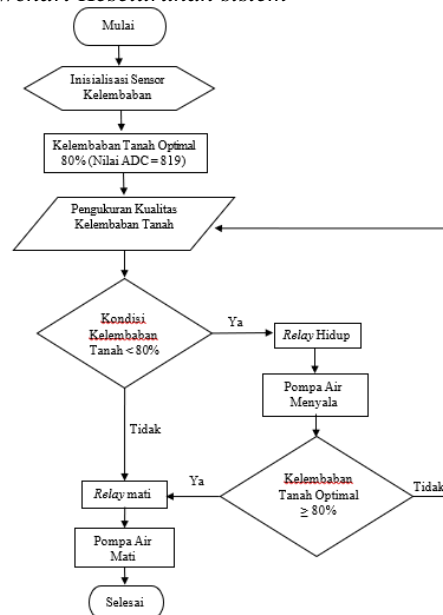 Keseluruhan sistem
Mulai
Inisialisasi Sensor
Kelembaban
Kelembaban Tanah Optimal
80% (Nilai ADC = 819)
Pengukuran Kualitas
Kelembaban Tanah
Kondisi
Kelembaban
Tanah < 80%
Ya
Relay Hidup
Pompa Air
Menyala
Tidak
Kelembaban
Tanah Optimal
≥ 80%
Tidak
Ya
Relay mati
Pompa Air
Mati
Selesai